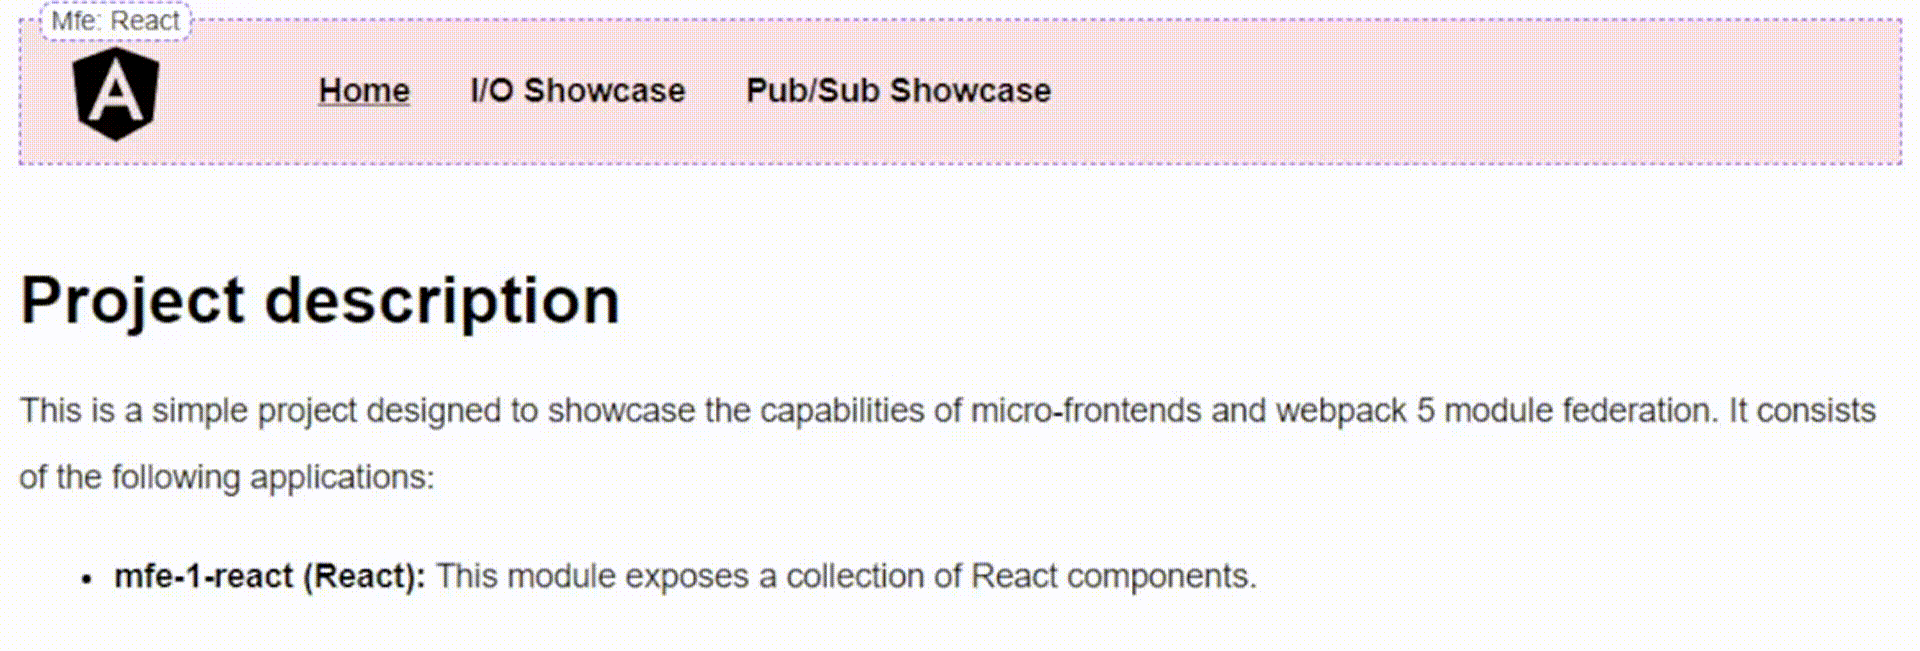 Mfe: React
A
Home I/O Showcase Pub/Sub Showcase
Project description
This is a simple project designed to showcase the capabilities of micro-frontends and webpack 5 module federation. It consists
of the following applications:
• mfe-1-react (React): This module exposes a collection of React components.